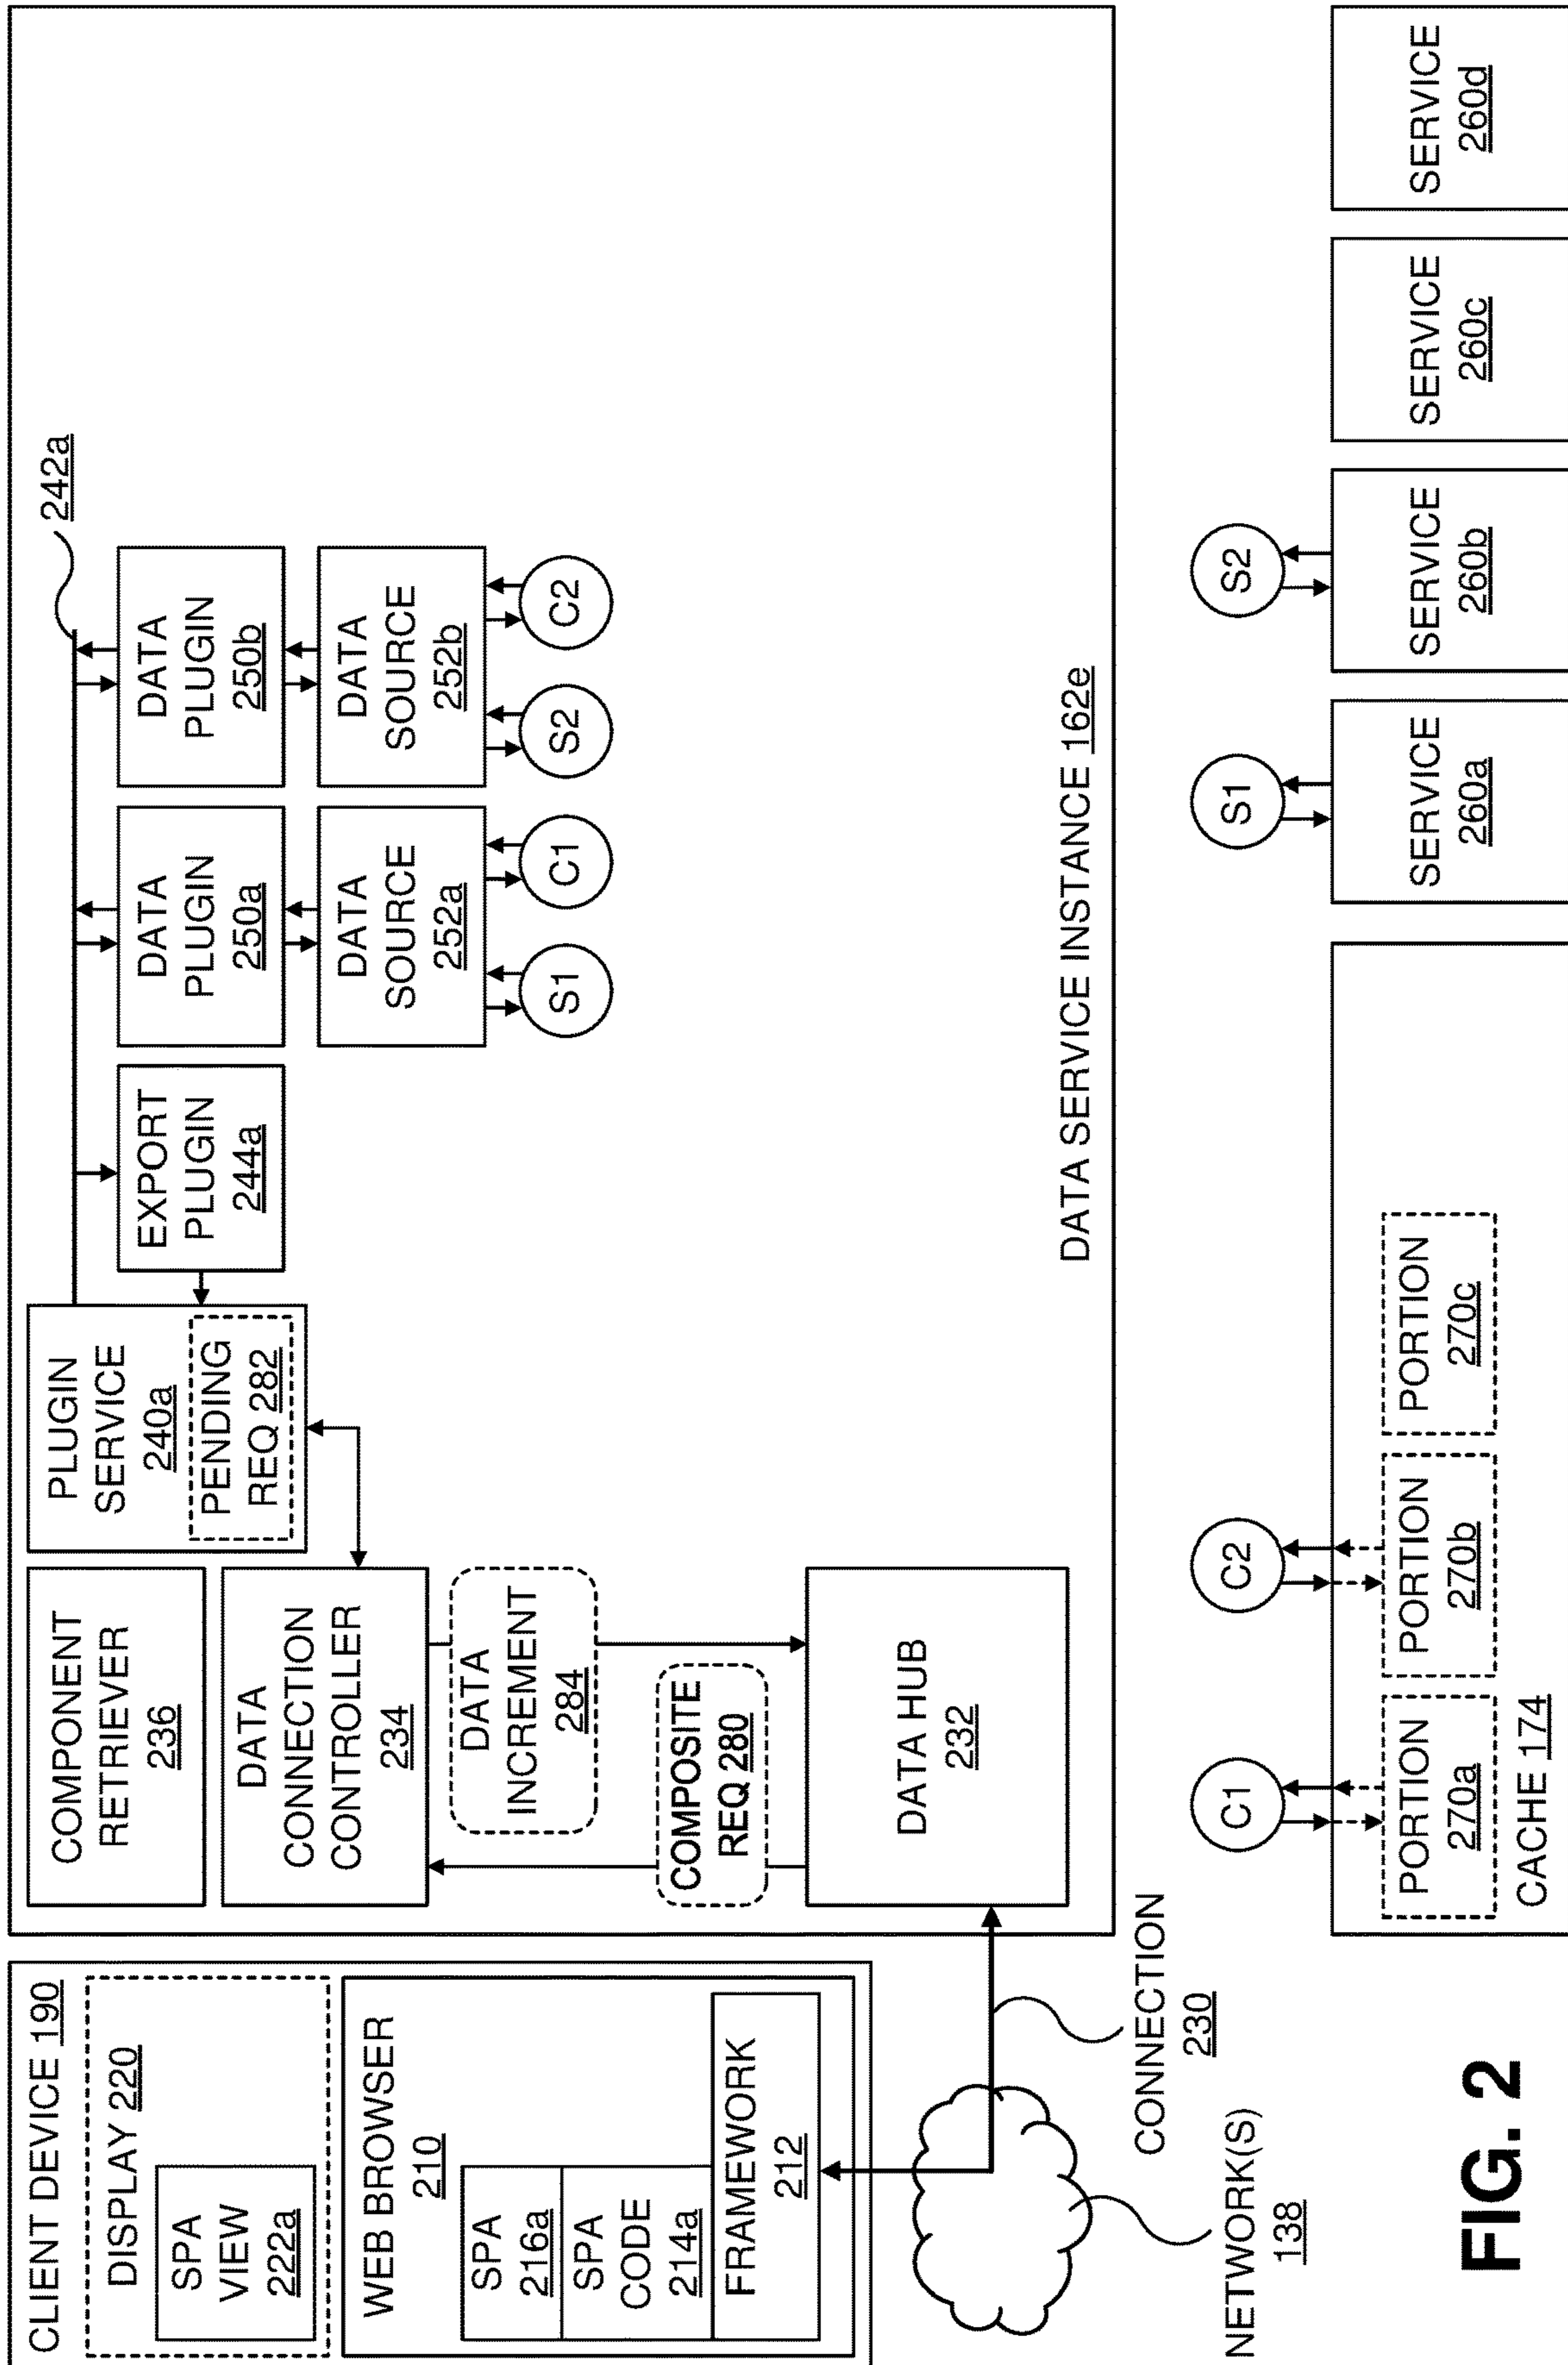 CLIENT DEVICE 190
DISPLAY 220
SPA
VIEW
222a
WEB BROWSER
210
SPA
216a
SPA
CODE
214a
FRAMEWORK
212
NETWORK(S)
138
CONNECTION
230
COMPONENT
RETRIEVER
236
DATA
CONNECTION
CONTROLLER
234
DATA
INCREMENT
284
COMPOSITE
REQ 280
DATA HUB
232
PLUGIN
SERVICE
240a
PENDING
REQ 282
EXPORT
PLUGIN
244a
242a
DATA
PLUGIN
250a
DATA
SOURCE
252a
S1
C1
DATA
PLUGIN
250b
DATA
SOURCE
252b
S2
C2
DATA SERVICE INSTANCE 162e
C1
C2
PORTION
270a
PORTION
270b
PORTION
270c
CACHE 174
S1
SERVICE
260a
S2
SERVICE
260b
SERVICE
260c
SERVICE
260d
FIG. 2